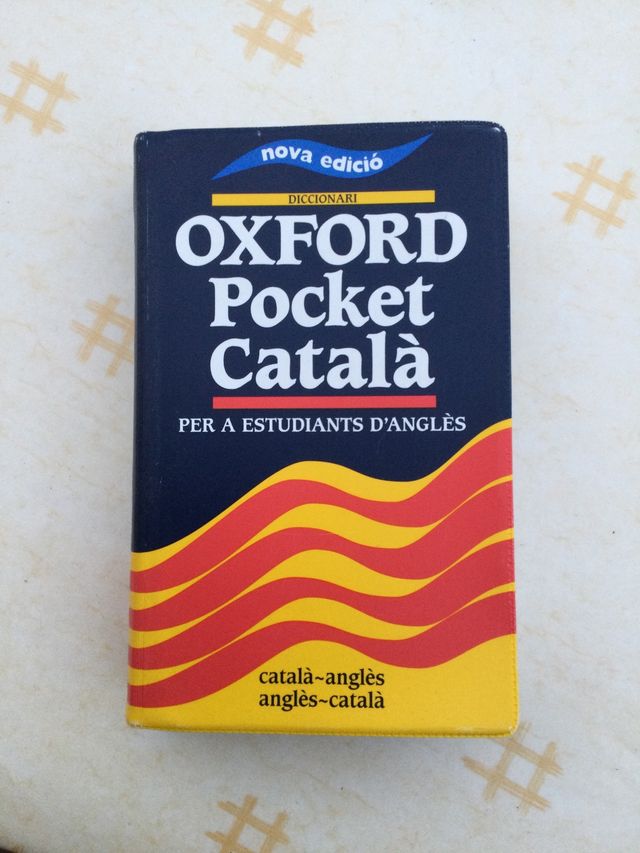 nova edició
DICCIONARI
OXFORD
Pocket
Català
PER A ESTUDIANTS D'ANGLÈS
català~anglès
anglès~català